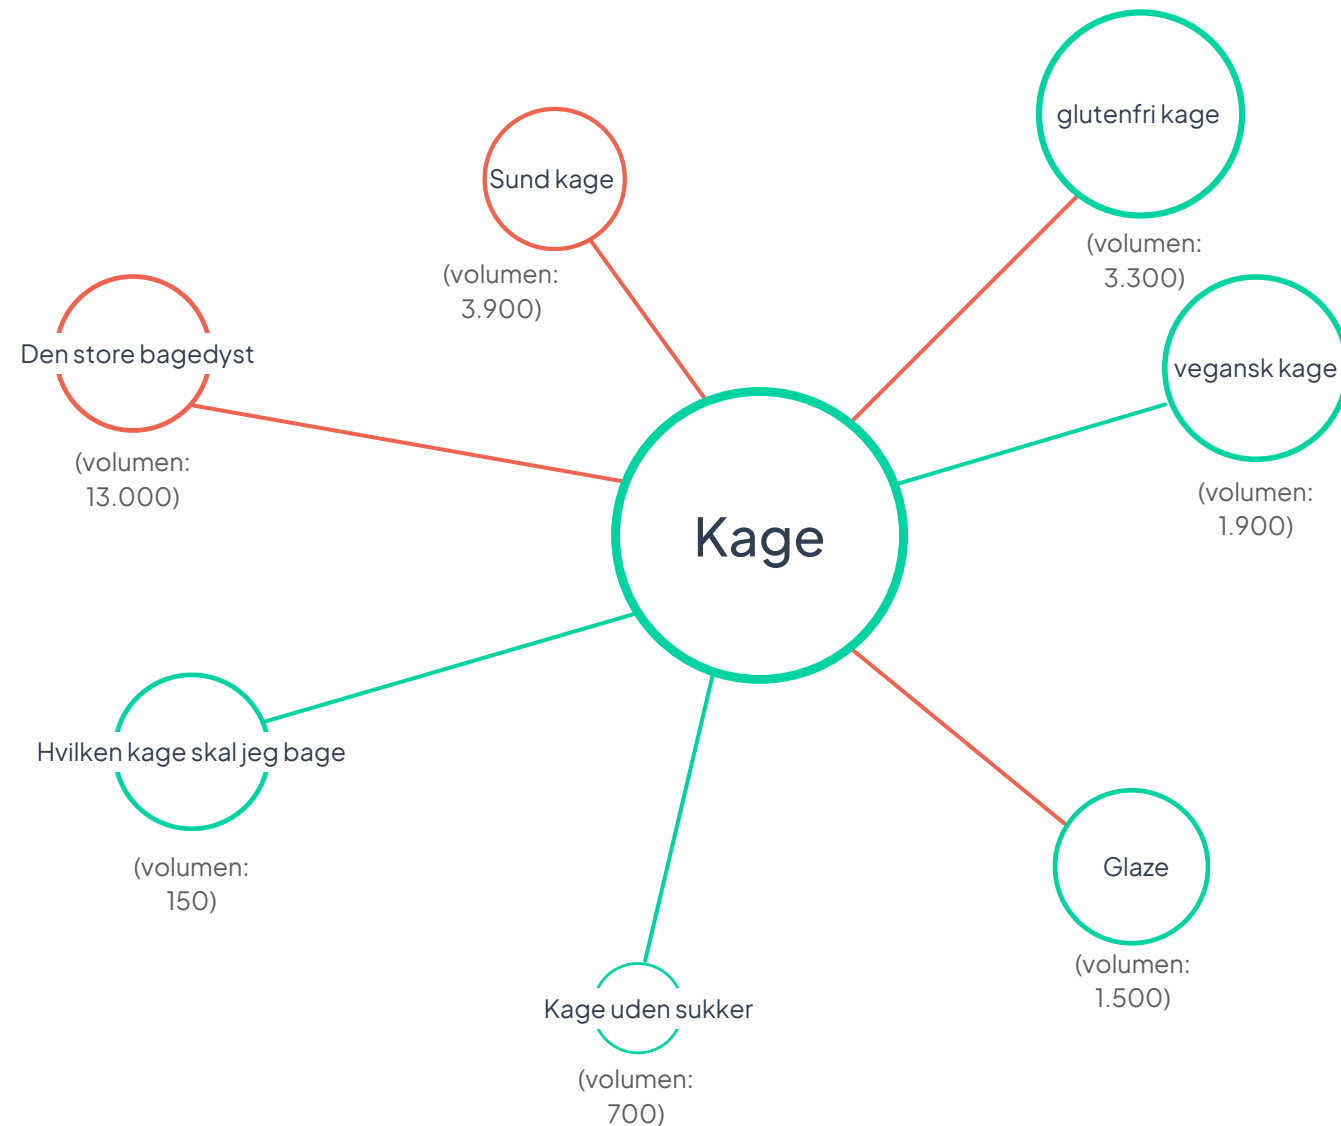 glutenfri kage
(volumen:
3.300)
Sund kage
(volumen:
3.900)
Den store bagedyst
(volumen:
13.000)
vegansk kage
(volumen:
1.900)
Kage
Hvilken kage skal jeg bage
(volumen:
150)
Glaze
(volumen:
1.500)
Kage uden sukker
(volumen:
700)